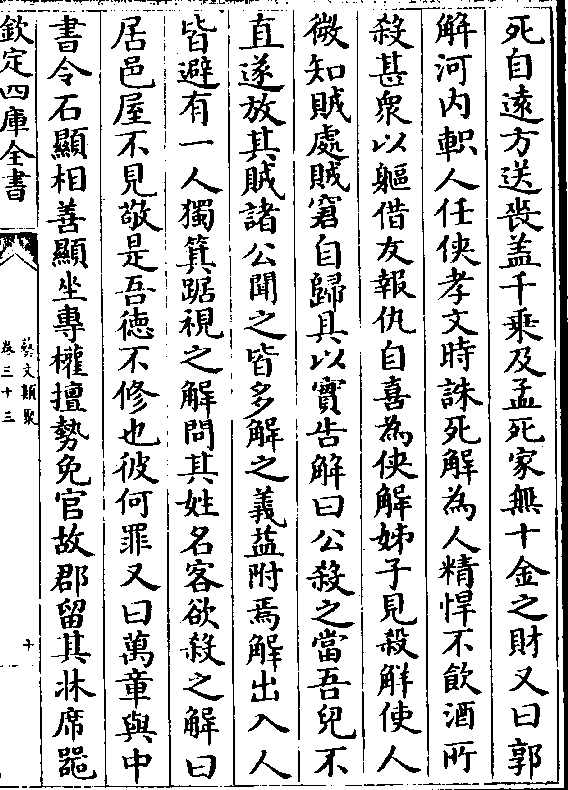 死自逺方送喪盖千乗及孟死家無十金之財又曰郭
解河内軹人任俠孝文時誅死解為人精悍不飲酒所
殺甚衆以軀借友報仇自喜為俠解姊子見殺解使人
微知賊處賊窘自歸具以實告解曰公殺之當吾兒不
直遂放其賊諸公聞之皆多解之義益附焉解出入人
皆避有一人獨箕踞視之解問其姓名客欲殺之解曰
居邑屋不見敬是吾徳不修也彼何罪又曰萬章與中
書令石顯相善顯坐專權擅勢免官故郡留其牀席器
欽定四庫全書
藝文類聚
卷三十三
十